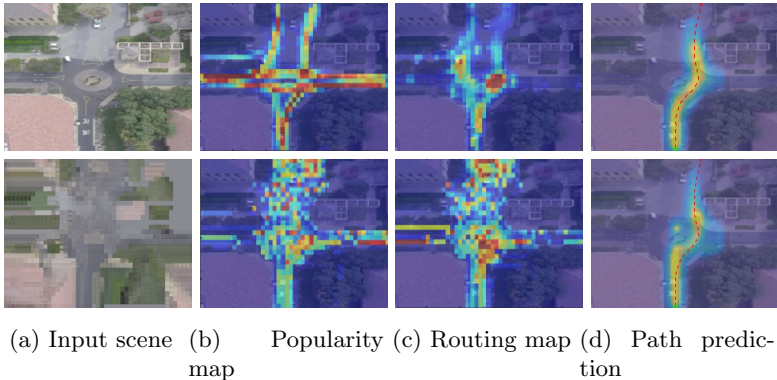 (a) Input scene (b) Popularity (c) Routing map (d) Path predic-
map tion